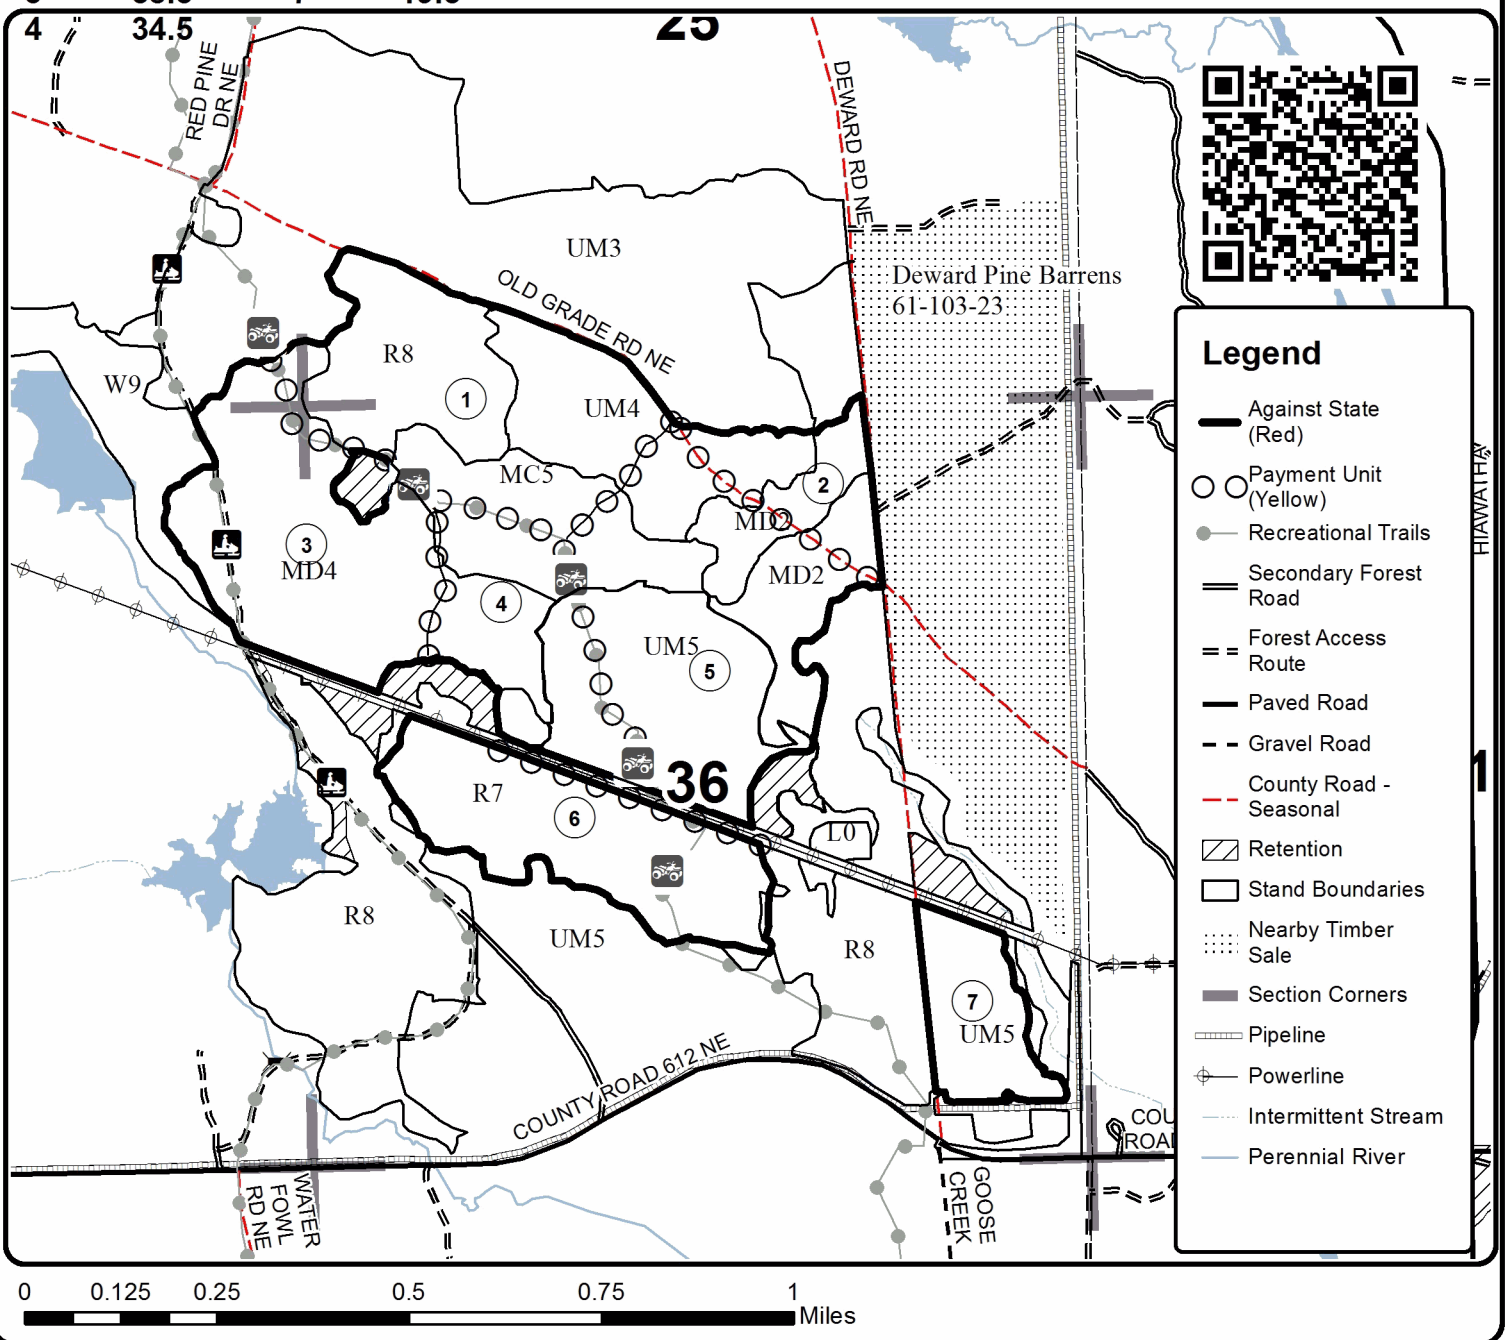 4
34.5
25
RED PINE
DR NE
DEWARD RD NE
UM3
Deward Pine Barrens
61-103-23
OLD GRADE RD NE
R8
W9
1
UM4
MC5
2
MD2
3
MD4
MD2
4
UM5
5
R7
36
6
L0
R8
UM5
R8
7
UM5
COUNTY ROAD 612 NE
COU
ROAD
WATER
FOWL
RD NE
GOOSE
CREEK
HIAWATHA
1
Legend
Against State
(Red)
Payment Unit
(Yellow)
Recreational Trails
Secondary Forest
Road
Forest Access
Route
Paved Road
Gravel Road
County Road -
Seasonal
Retention
Stand Boundaries
Nearby Timber
Sale
Section Corners
Pipeline
Powerline
Intermittent Stream
Perennial River
0 0.125 0.25 0.5 0.75 1
Miles